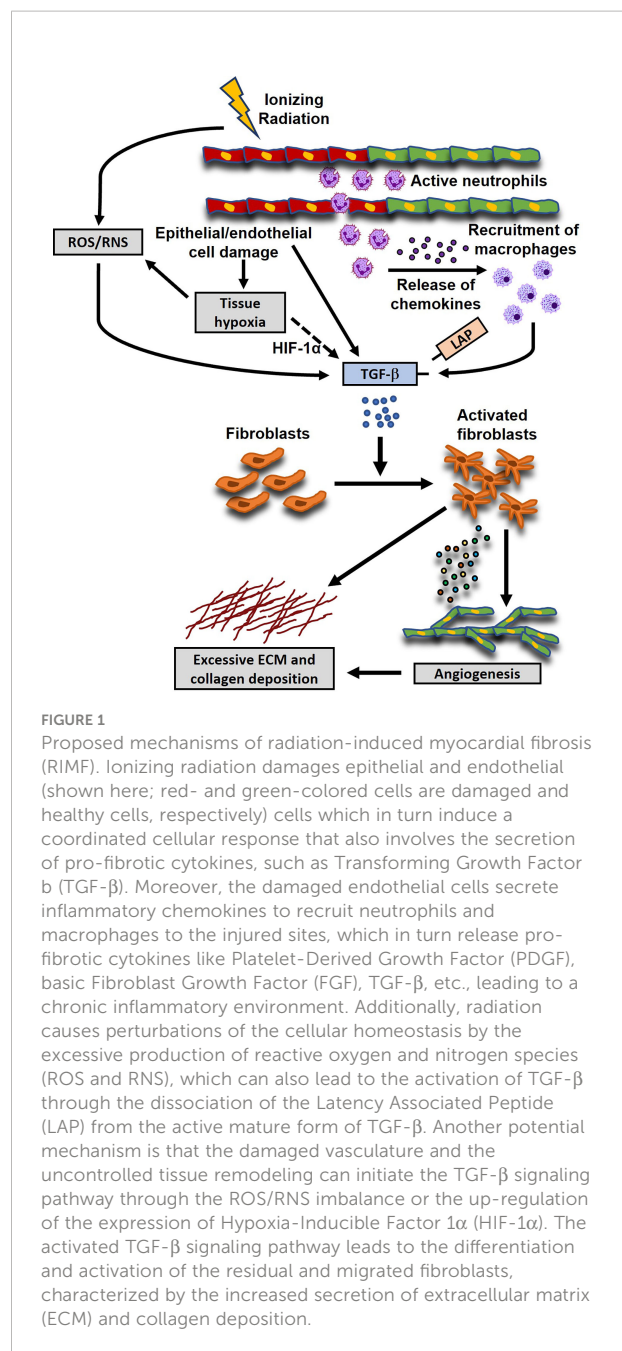 Ionizing
Radiation
Active neutrophils
ROS/RNS
Epithelial/endothelial
cell damage
Recruitment of
macrophages
Release of
chemokines
Tissue
hypoxia
HIF-1α
LAP
TGF-β
Fibroblasts
Activated
fibroblasts
Excessive ECM and
collagen deposition
Angiogenesis
FIGURE 1
Proposed mechanisms of radiation-induced myocardial fibrosis
(RIMF). Ionizing radiation damages epithelial and endothelial
(shown here; red- and green-colored cells are damaged and
healthy cells, respectively) cells which in turn induce a
coordinated cellular response that also involves the secretion
of pro-fibrotic cytokines, such as Transforming Growth Factor
b (TGF-β). Moreover, the damaged endothelial cells secrete
inflammatory chemokines to recruit neutrophils and
macrophages to the injured sites, which in turn release pro-
fibrotic cytokines like Platelet-Derived Growth Factor (PDGF),
basic Fibroblast Growth Factor (FGF), TGF-β, etc., leading to a
chronic inflammatory environment. Additionally, radiation
causes perturbations of the cellular homeostasis by the
excessive production of reactive oxygen and nitrogen species
(ROS and RNS), which can also lead to the activation of TGF-β
through the dissociation of the Latency Associated Peptide
(LAP) from the active mature form of TGF-β. Another potential
mechanism is that the damaged vasculature and the
uncontrolled tissue remodeling can initiate the TGF-β signaling
pathway through the ROS/RNS imbalance or the up-regulation
of the expression of Hypoxia-Inducible Factor 1α (HIF-1α). The
activated TGF-β signaling pathway leads to the differentiation
and activation of the residual and migrated fibroblasts,
characterized by the increased secretion of extracellular matrix
(ECM) and collagen deposition.